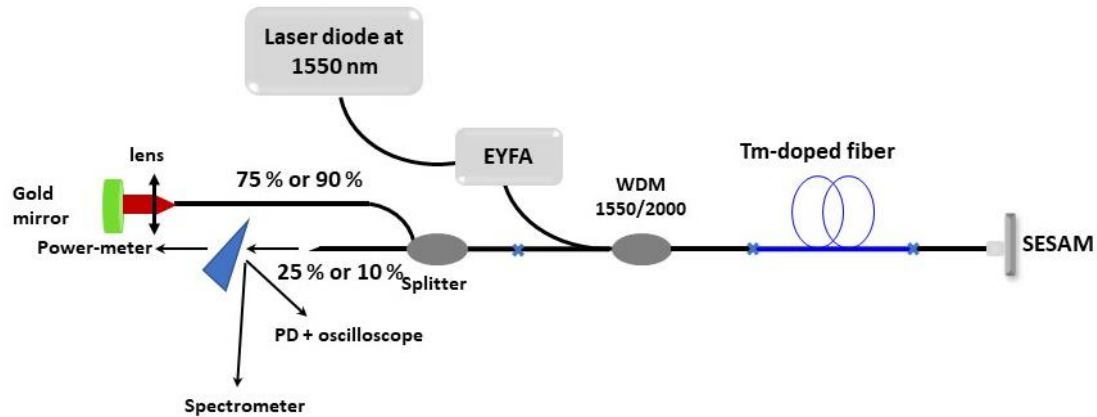 Laser diode at
1550 nm
EYFA
Tm-doped fiber
lens
75 % or 90 %
WDM
1550/2000
Gold
mirror
Power-meter
25 % or 10 %
Splitter
SESAM
PD + oscilloscope
Spectrometer